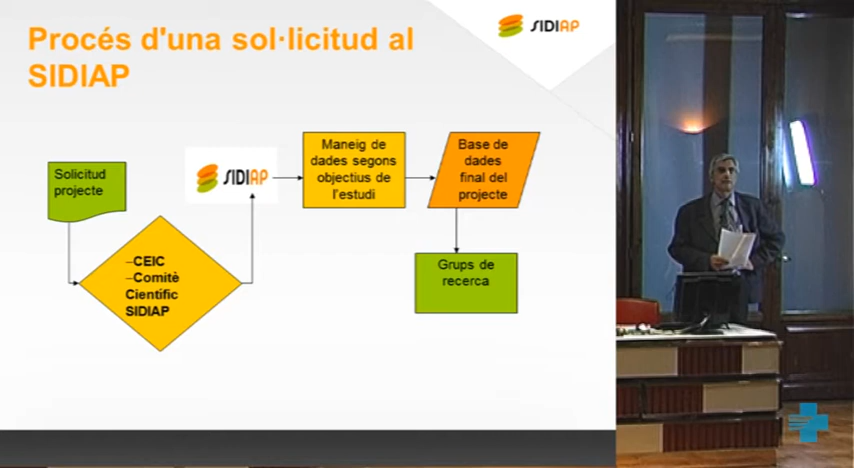 Procés d'una sol·licitud al
SIDIAP
SIDIAP
Solicitud
projecte
–CEIC
–Comitè
Científic
SIDIAP
SIDIAP
Maneig de
dades segons
objectius de
l'estudi
Base de
dades
final del
projecte
Grups de
recerca